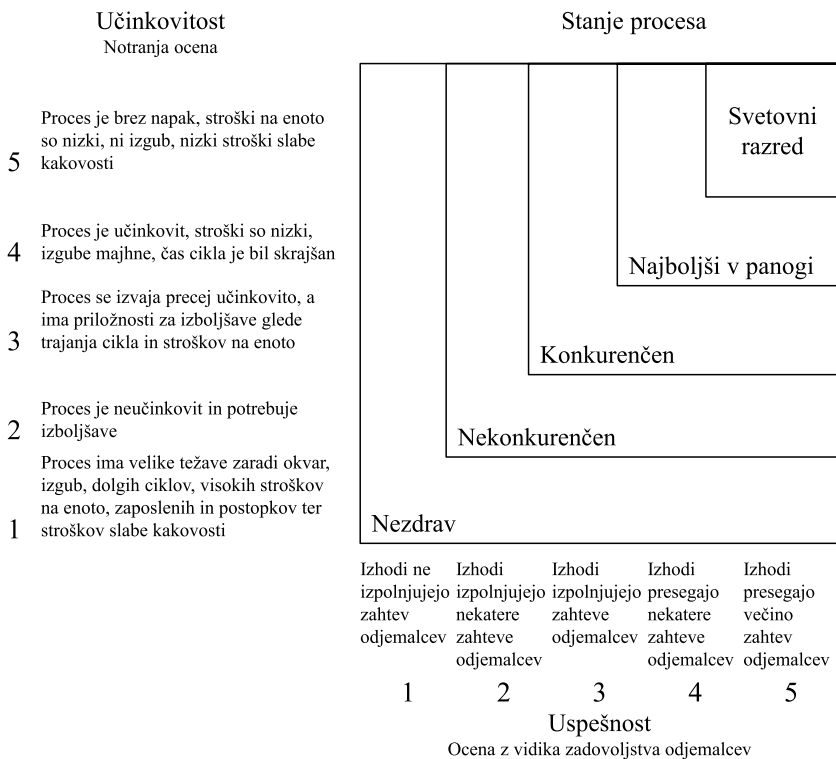 Učinkovitost
Notranja ocena
Stanje procesa
5
Proces je brez napak, stroški na enoto
so nizki, ni izgub, nizki stroški slabe
kakovosti
4
Proces je učinkovit, stroški so nizki,
izgube majhne, čas cikla je bil skrajšan
3
Proces se izvaja precej učinkovito, a
ima priložnosti za izboljšave glede
trajanja cikla in stroškov na enoto
2
Proces je neučinkovit in potrebuje
izboljšave
1
Proces ima velike težave zaradi okvar,
izgub, dolgih ciklov, visokih stroškov
na enoto, zaposlenih in postopkov ter
stroškov slabe kakovosti
Svetovni
razred
Najboljši v panogi
Konkurenčen
Nekonkurenčen
Nezdrav
Izhodi ne
izpolnjujejo
zahtev
odjemalcev
1
Izhodi
izpolnjujejo
nekatere
zahteve
odjemalcev
2
Izhodi
izpolnjujejo
zahteve
odjemalcev
3
Izhodi
presegajo
nekatere
zahteve
odjemalcev
4
Izhodi
presegajo
večino
zahtev
odjemalcev
5
Uspešnost
Ocena z vidika zadovoljstva odjemalcev